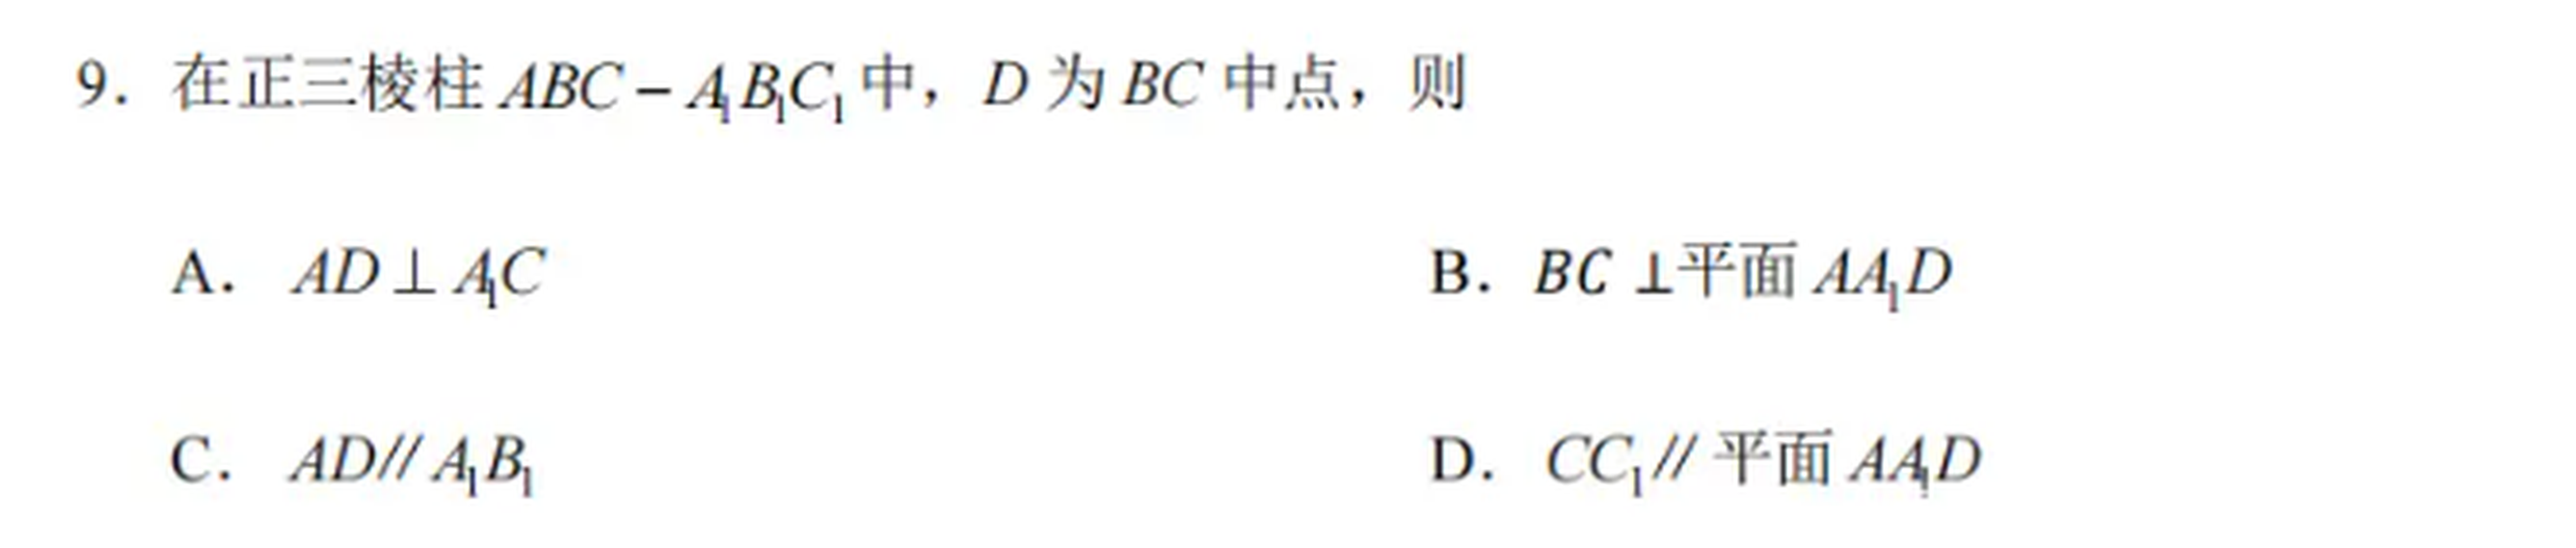 9. 在正三棱柱 ABC－A₁B₁C₁ 中，D 为 BC 中点，则
A. AD⊥A₁C B. BC⊥平面 AA₁D
C. AD∥A₁B₁ D. CC₁∥平面 AA₁D